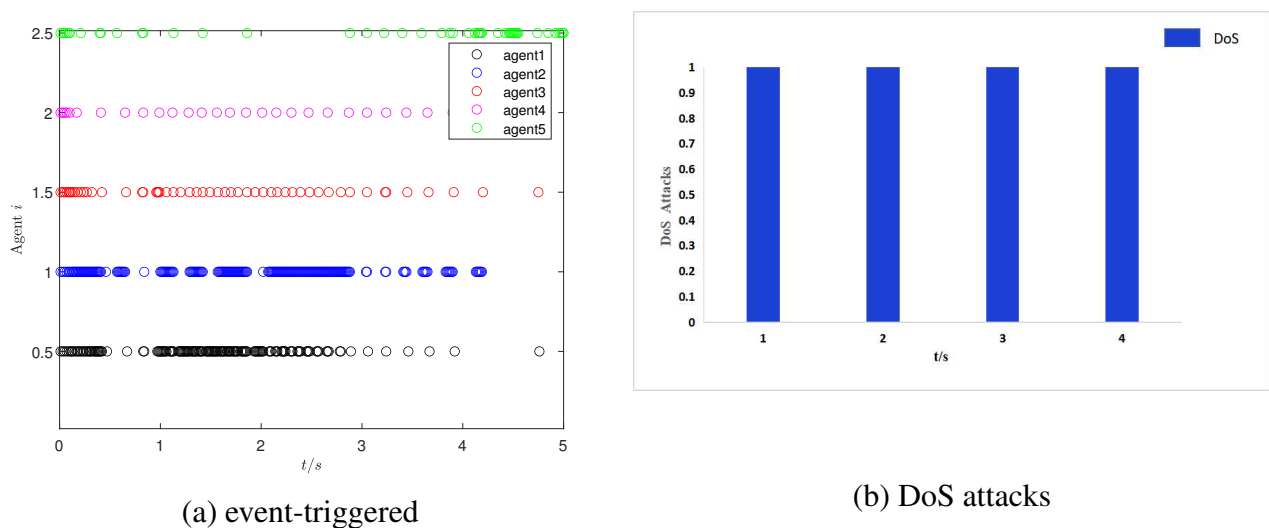 2.5
2
1.5
1
0.5
Agent i
0
1
2
3
4
5
t/s
agent1
agent2
agent3
agent4
agent5
(a) event-triggered
DoS
1
0.9
0.8
0.7
0.6
0.5
0.4
0.3
0.2
0.1
0
DoS Attacks
1
2
3
4
t/s
(b) DoS attacks